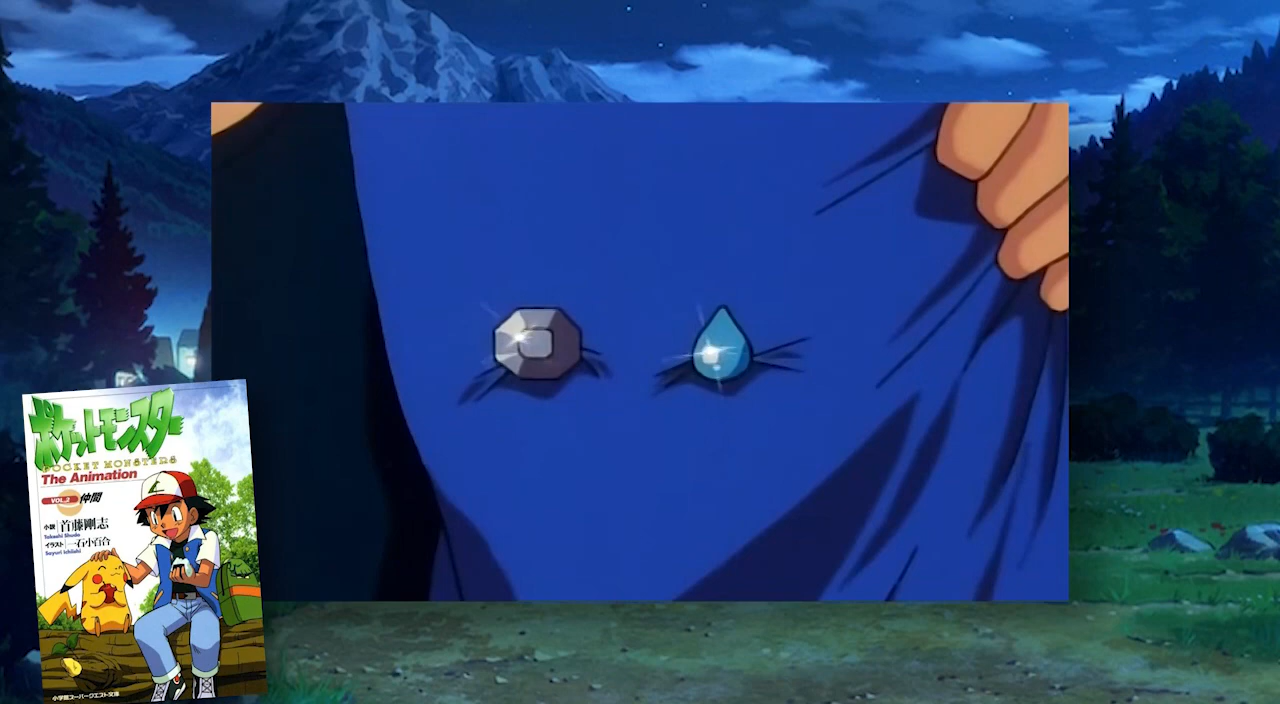 ポケットモンスター
POCKET MONSTERS
The Animation
VOL.2 仲間
小説 首藤剛志
Takeshi Shudo
イラスト 一石小百合
Sayuri Ichiishi
小学館スーパークエスト文庫